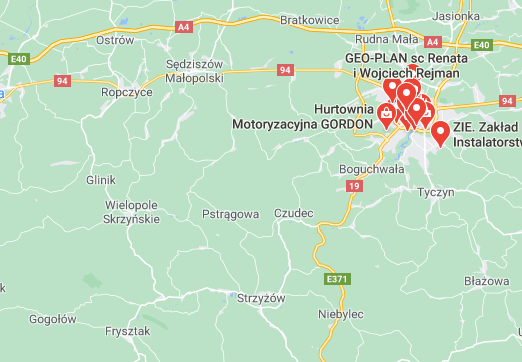 Jasionka
Bratkowice
A4
Rudna Mała
Ostrów
A4
E40
E40
GEO-PLAN sc Renata
i Wojciech Rejman
Sędziszów
Małopolski
94
94
Ropczyce
94
Hurtownia
Motoryzacyjna GORDON
ZIE. Zakład
Instalatorstw
Boguchwała
Glinik
19
Tyczyn
Wielopole
Skrzyńskie
Pstrągowa
Czudec
E371
Błażowa
Strzyżów
Gogołów
Niebylec
Frysztak